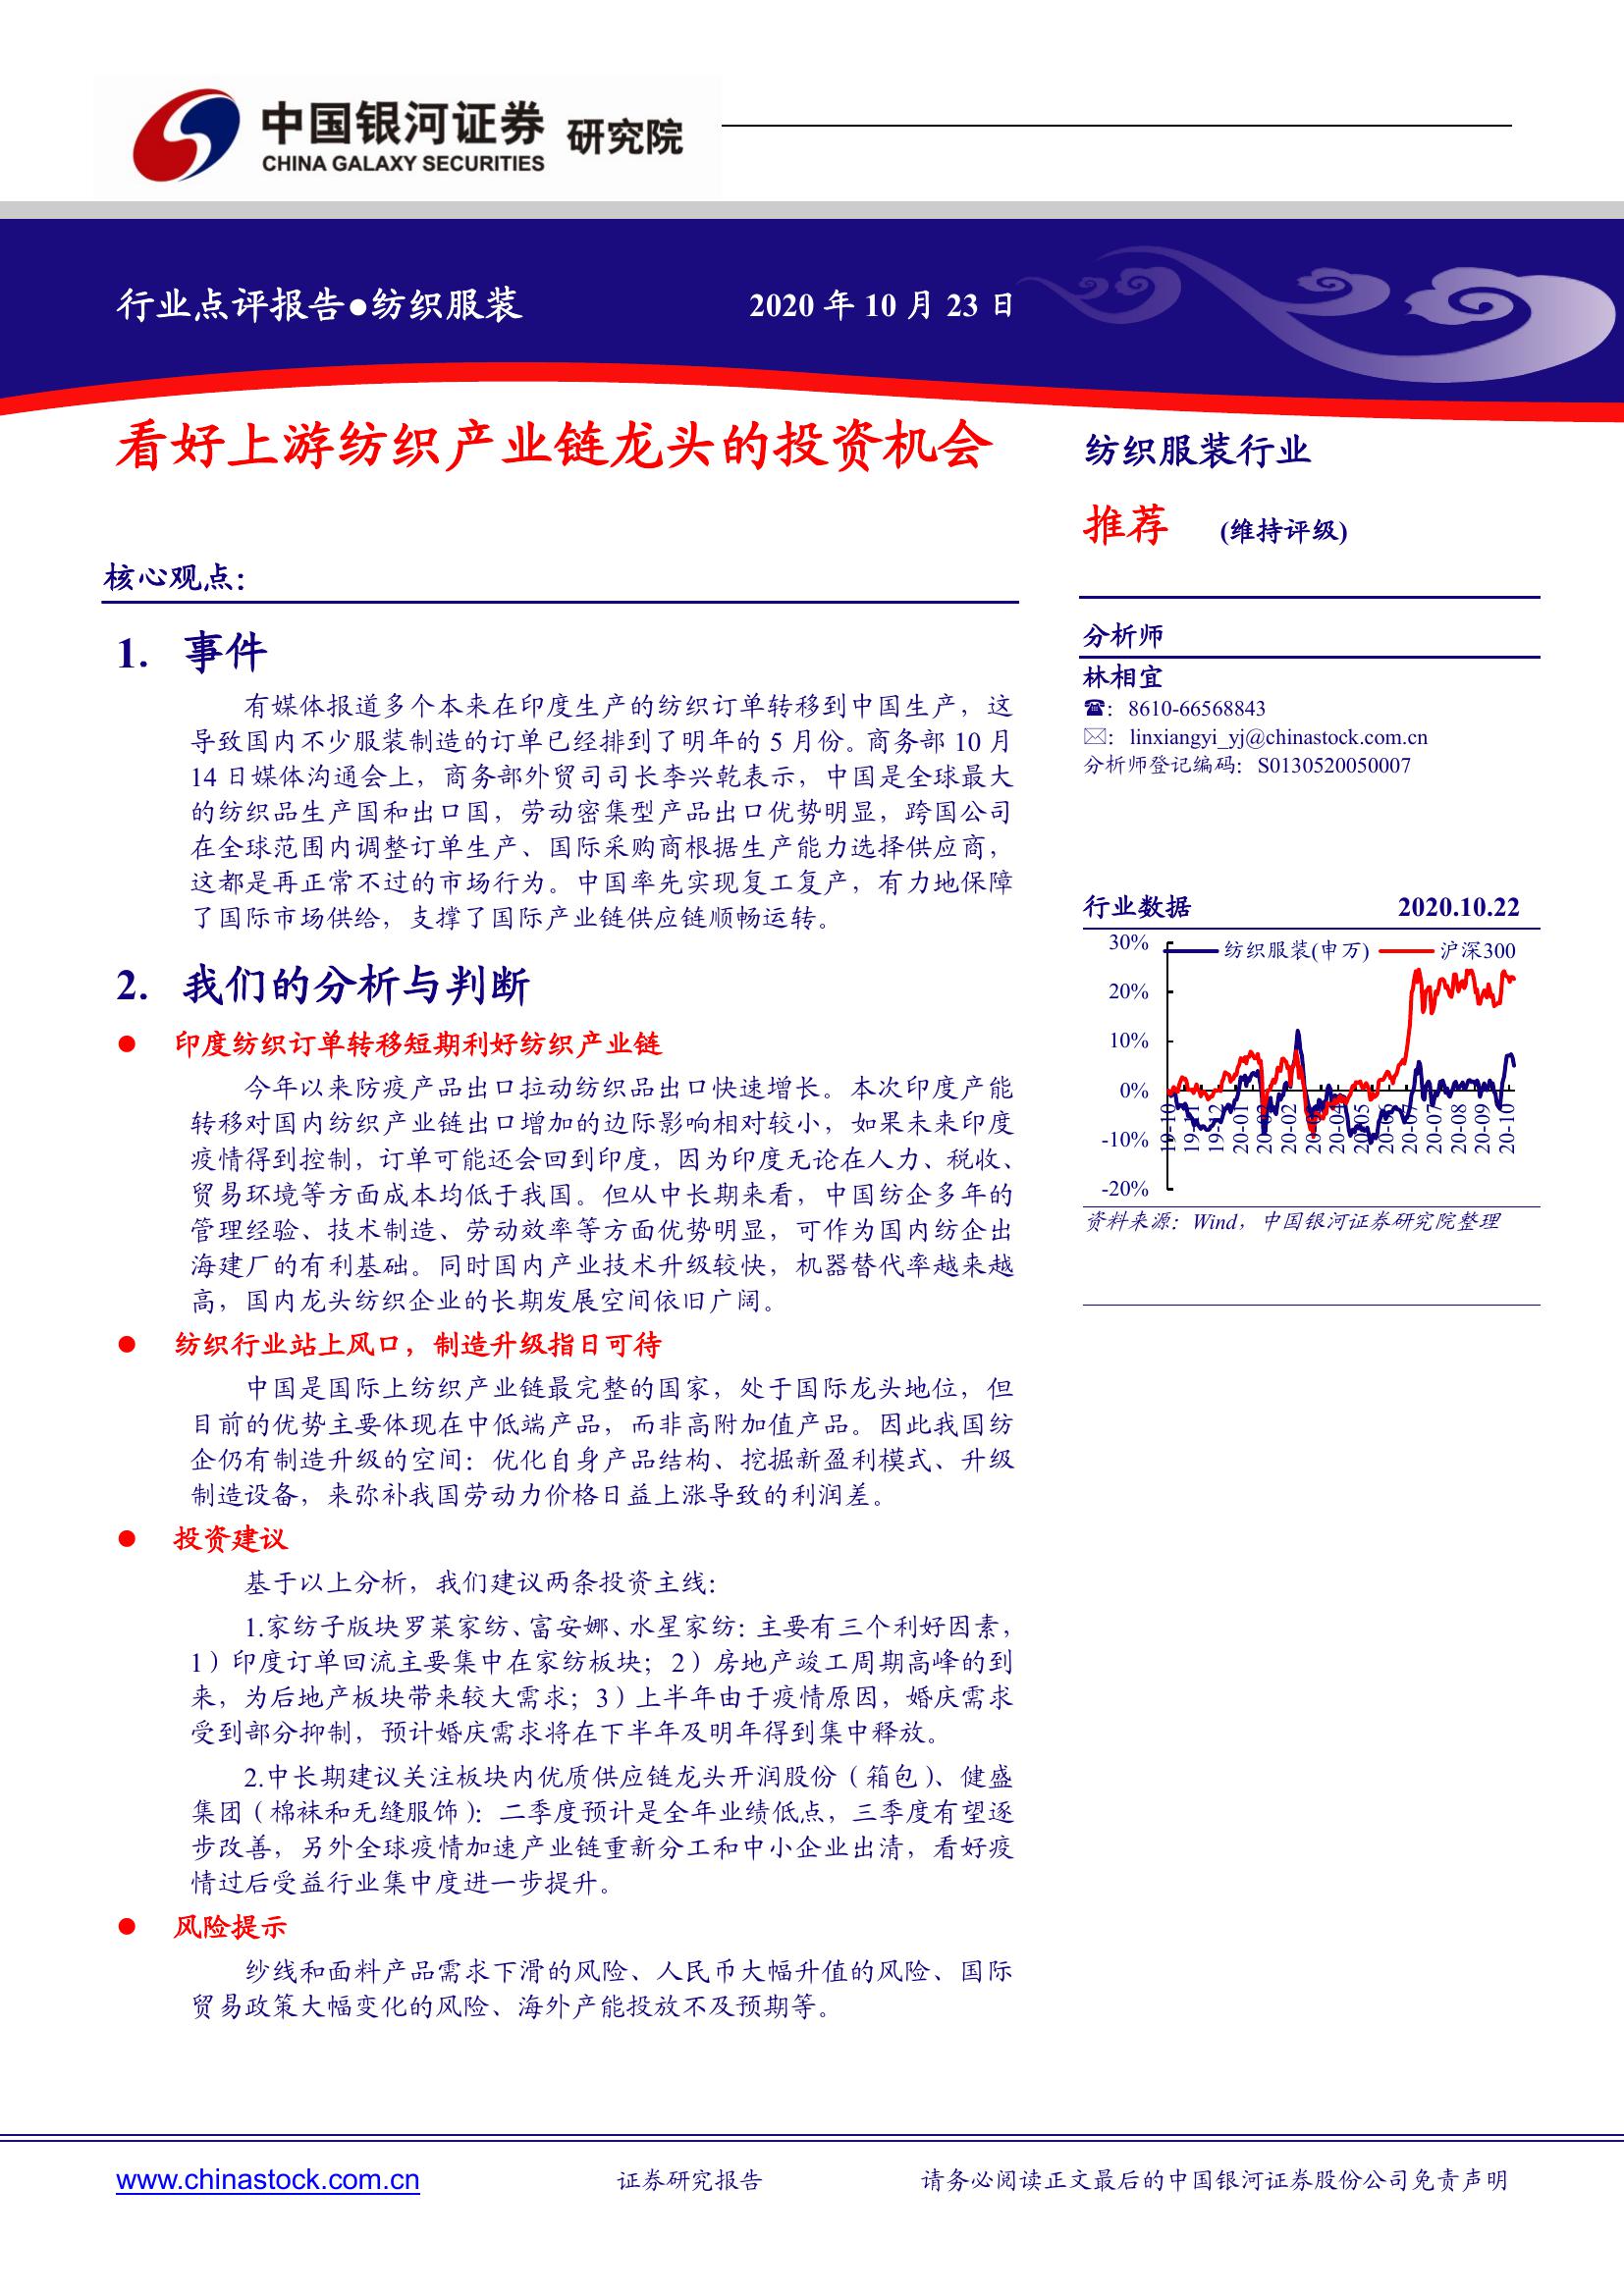 中国银河证券 研究院
CHINA GALAXY SECURITIES
行业点评报告●纺织服装
2020 年 10 月 23 日
看好上游纺织产业链龙头的投资机会
核心观点：
1. 事件
有媒体报道多个本来在印度生产的纺织订单转移到中国生产，这
导致国内不少服装制造的订单已经排到了明年的 5 月份。商务部 10 月
14 日媒体沟通会上，商务部外贸司司长李兴乾表示，中国是全球最大
的纺织品生产国和出口国，劳动密集型产品出口优势明显，跨国公司
在全球范围内调整订单生产、国际采购商根据生产能力选择供应商，
这都是再正常不过的市场行为。中国率先实现复工复产，有力地保障
了国际市场供给，支撑了国际产业链供应链顺畅运转。
2. 我们的分析与判断
● 印度纺织订单转移短期利好纺织产业链
今年以来防疫产品出口拉动纺织品出口快速增长。本次印度产能
转移对国内纺织产业链出口增加的边际影响相对较小，如果未来印度
疫情得到控制，订单可能还会回到印度，因为印度无论在人力、税收、
贸易环境等方面成本均低于我国。但从中长期来看，中国纺企多年的
管理经验、技术制造、劳动效率等方面优势明显，可作为国内纺企出
海建厂的有利基础。同时国内产业技术升级较快，机器替代率越来越
高，国内龙头纺织企业的长期发展空间依旧广阔。
● 纺织行业站上风口，制造升级指日可待
中国是国际上纺织产业链最完整的国家，处于国际龙头地位，但
目前的优势主要体现在中低端产品，而非高附加值产品。因此我国纺
企仍有制造升级的空间：优化自身产品结构、挖掘新盈利模式、升级
制造设备，来弥补我国劳动力价格日益上涨导致的利润差。
● 投资建议
基于以上分析，我们建议两条投资主线：
1.家纺子版块罗莱家纺、富安娜、水星家纺：主要有三个利好因素，
1）印度订单回流主要集中在家纺板块；2）房地产竣工周期高峰的到
来，为后地产板块带来较大需求；3）上半年由于疫情原因，婚庆需求
受到部分抑制，预计婚庆需求将在下半年及明年得到集中释放。
2.中长期建议关注板块内优质供应链龙头开润股份（箱包）、健盛
集团（棉袜和无缝服饰）：二季度预计是全年业绩低点，三季度有望逐
步改善，另外全球疫情加速产业链重新分工和中小企业出清，看好疫
情过后受益行业集中度进一步提升。
● 风险提示
纱线和面料产品需求下滑的风险、人民币大幅升值的风险、国际
贸易政策大幅变化的风险、海外产能投放不及预期等。
纺织服装行业
推荐 (维持评级)
分析师
林相宜
☎：8610-66568843
✉：linxiangyi_yj@chinastock.com.cn
分析师登记编码：S0130520050007
行业数据 2020.10.22
纺织服装(申万) 沪深300
30%
20%
10%
0%
-10%
-20%
19-10
19-11
19-12
20-01
20-02
20-02
20-03
20-04
20-05
20-06
20-07
20-07
20-08
20-09
20-10
资料来源：Wind，中国银河证券研究院整理
www.chinastock.com.cn
证券研究报告
请务必阅读正文最后的中国银河证券股份公司免责声明